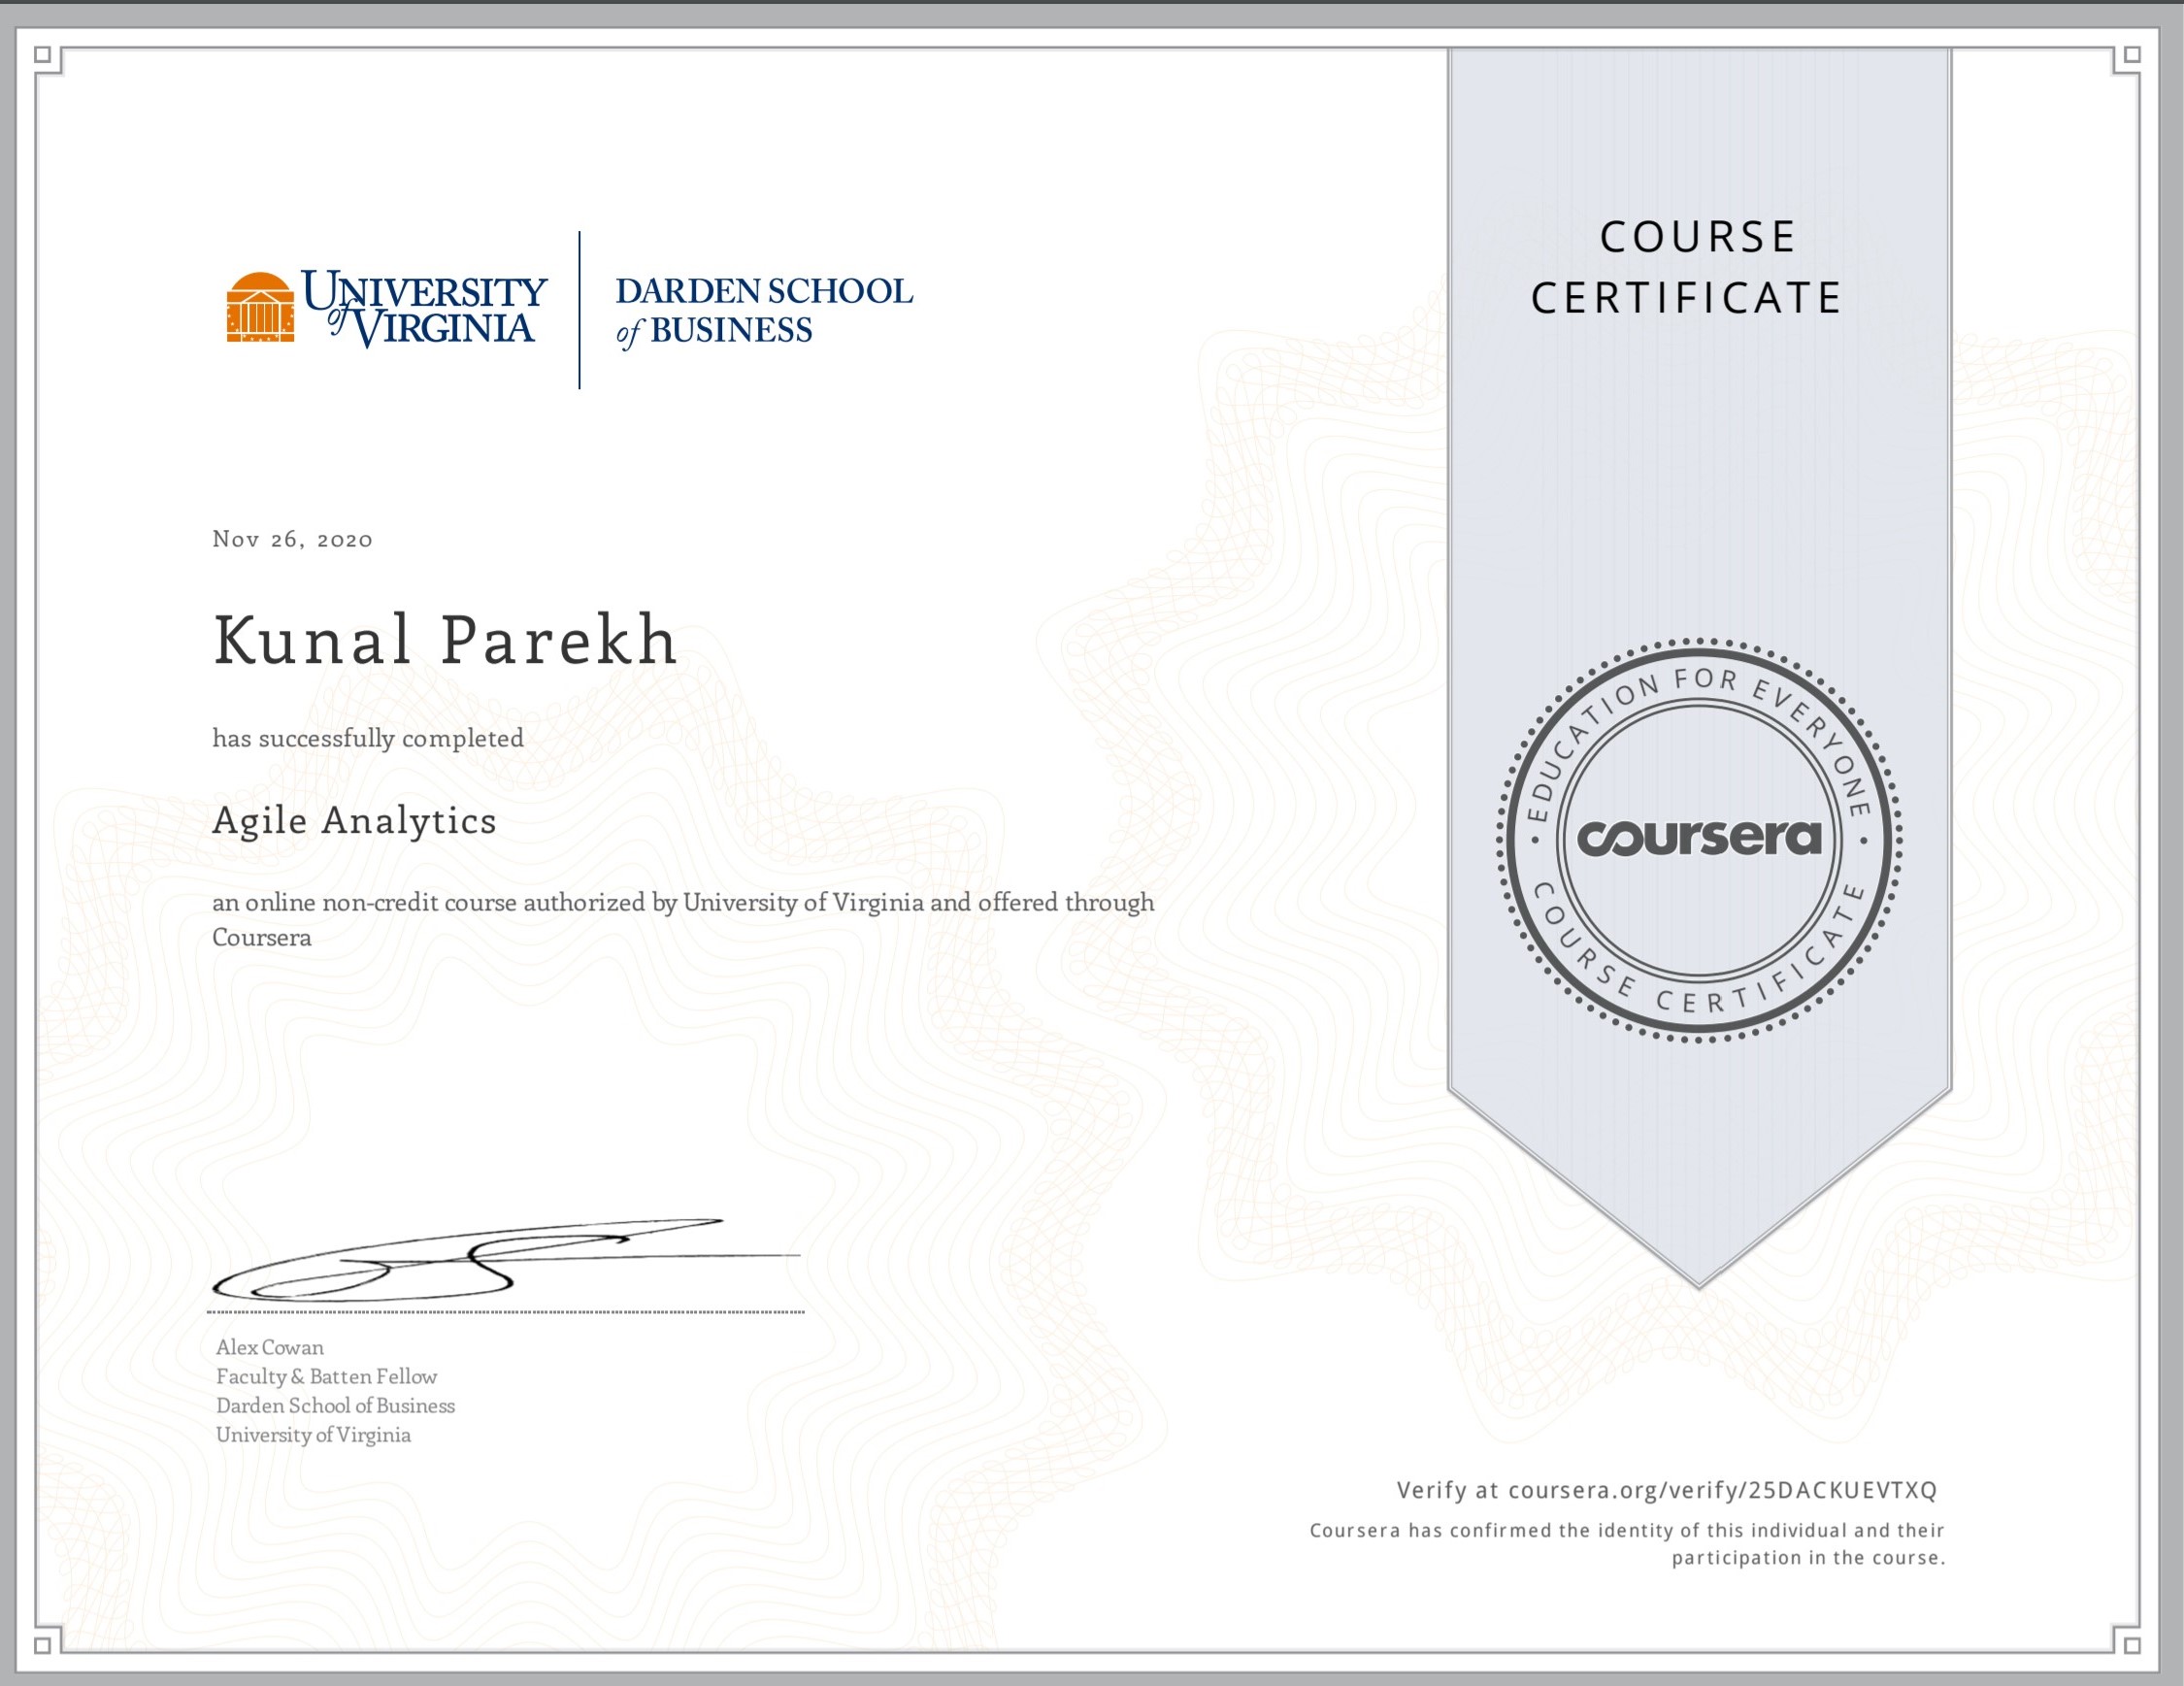 UNIVERSITY
of VIRGINIA
DARDEN SCHOOL
of BUSINESS
COURSE
CERTIFICATE
Nov 26, 2020
Kunal Parekh
has successfully completed
Agile Analytics
an online non-credit course authorized by University of Virginia and offered through
Coursera
EDUCATION FOR EVERYONE
coursera
COURSE CERTIFICATE
Alex Cowan
Faculty & Batten Fellow
Darden School of Business
University of Virginia
Verify at coursera.org/verify/25DACKUEVTXQ
Coursera has confirmed the identity of this individual and their
participation in the course.